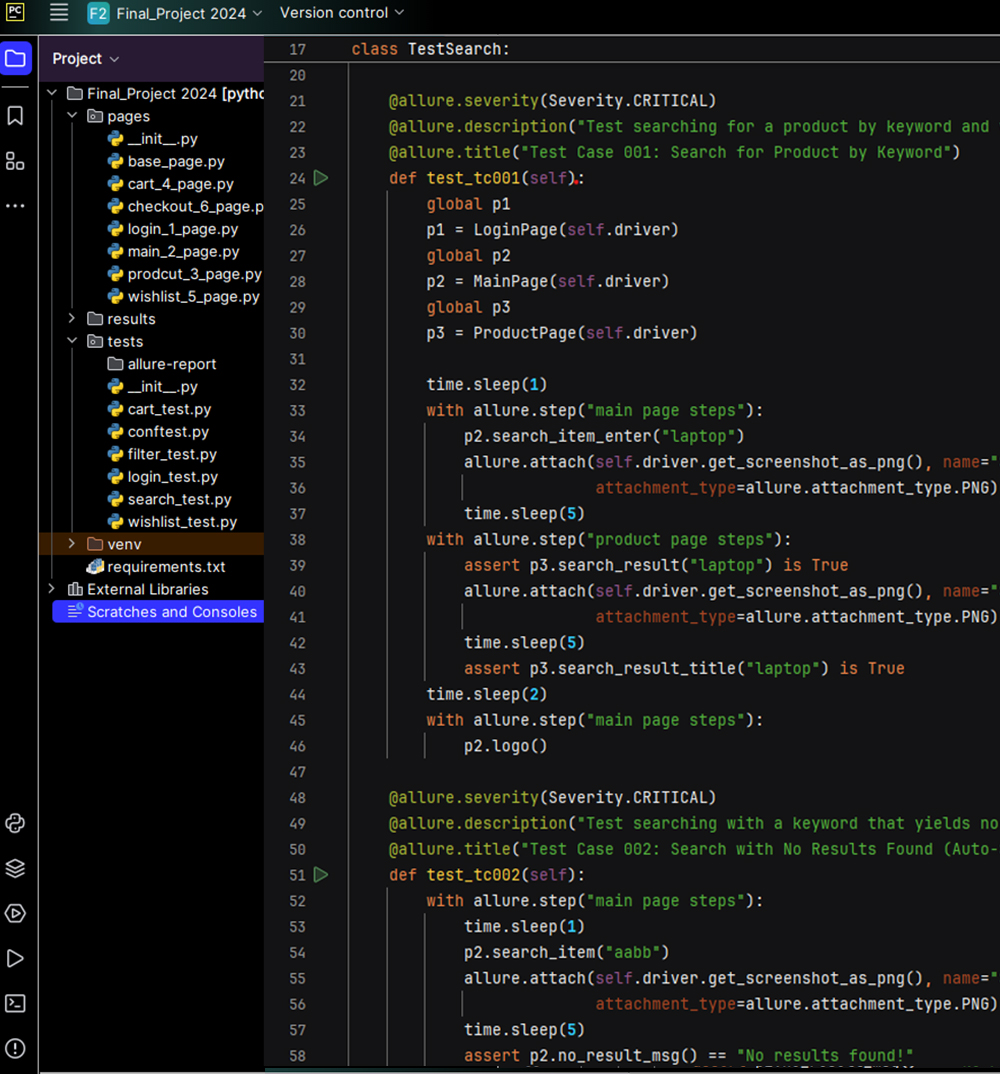 PC
F2 Final_Project 2024 Version control
Project
Final_Project 2024 [pytho
pages
__init__.py
base_page.py
cart_4_page.py
checkout_6_page.p
login_1_page.py
main_2_page.py
prodcut_3_page.py
wishlist_5_page.py
results
tests
allure-report
__init__.py
cart_test.py
conftest.py
filter_test.py
login_test.py
search_test.py
wishlist_test.py
venv
requirements.txt
External Libraries
Scratches and Consoles
17 class TestSearch:
20
21 @allure.severity(Severity.CRITICAL)
22 @allure.description("Test searching for a product by keyword and
23 @allure.title("Test Case 001: Search for Product by Keyword")
24 def test_tc001(self):
25 global p1
26 p1 = LoginPage(self.driver)
27 global p2
28 p2 = MainPage(self.driver)
29 global p3
30 p3 = ProductPage(self.driver)
31
32 time.sleep(1)
33 with allure.step("main page steps"):
34 p2.search_item_enter("laptop")
35 allure.attach(self.driver.get_screenshot_as_png(), name="
36 attachment_type=allure.attachment_type.PNG)
37 time.sleep(5)
38 with allure.step("product page steps"):
39 assert p3.search_result("laptop") is True
40 allure.attach(self.driver.get_screenshot_as_png(), name="
41 attachment_type=allure.attachment_type.PNG)
42 time.sleep(5)
43 assert p3.search_result_title("laptop") is True
44 time.sleep(2)
45 with allure.step("main page steps"):
46 p2.logo()
47
48 @allure.severity(Severity.CRITICAL)
49 @allure.description("Test searching with a keyword that yields no
50 @allure.title("Test Case 002: Search with No Results Found (Auto-
51 def test_tc002(self):
52 with allure.step("main page steps"):
53 time.sleep(1)
54 p2.search_item("aabb")
55 allure.attach(self.driver.get_screenshot_as_png(), name="
56 attachment_type=allure.attachment_type.PNG)
57 time.sleep(5)
58 assert p2.no_result_msg() == "No results found!"